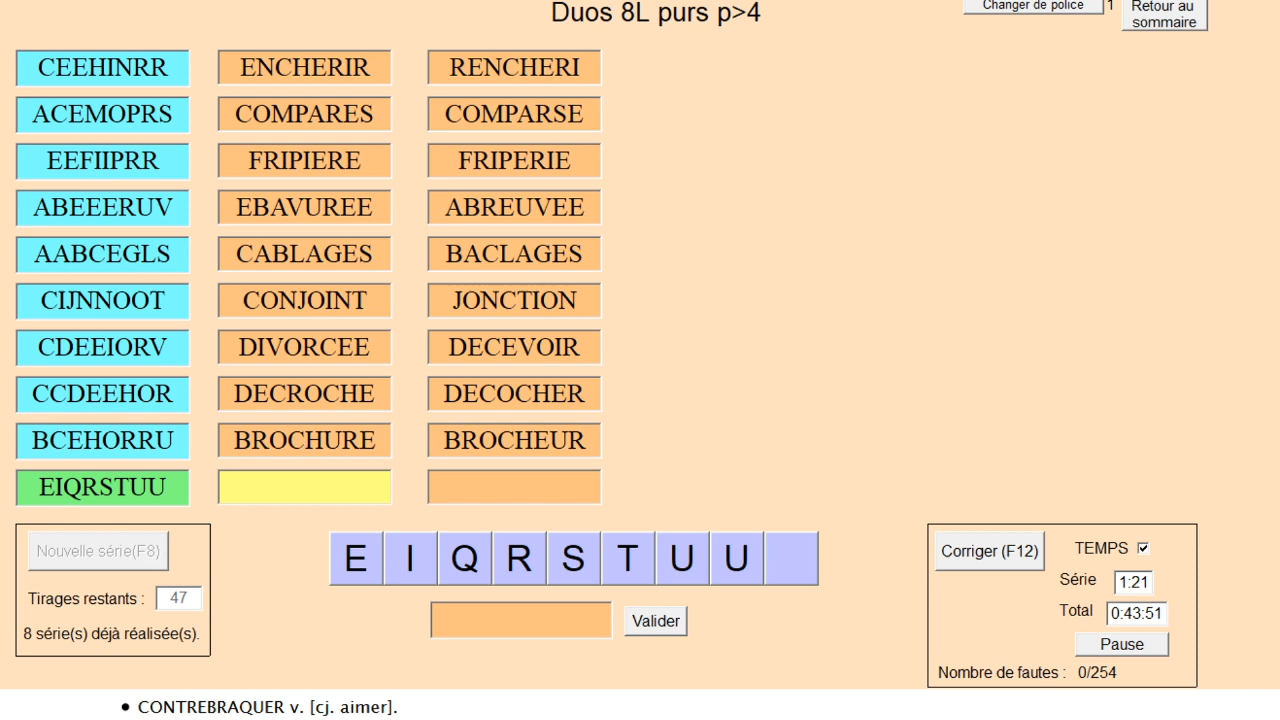 Duos 8L purs p>4
Changer de police 1 Retour au sommaire
CEEHINRR ENCHERIR RENCHERI
ACEMOPRS COMPARES COMPARSE
EEFIIPRR FRIPIERE FRIPERIE
ABEEERUV EBAVUREE ABREUVEE
AABCEGLS CABLAGES BACLAGES
CIJNNOOT CONJOINT JONCTION
CDEEIORV DIVORCEE DECEVOIR
CCDEEHOR DECROCHE DECOCHER
BCEHORRU BROCHURE BROCHEUR
EIQRSTUU
Nouvelle série(F8)
Tirages restants : 47
8 série(s) déjà réalisée(s).
E I Q R S T U U
Valider
Corriger (F12) TEMPS
Série 1:21
Total 0:43:51
Pause
Nombre de fautes : 0/254
• CONTREBRAQUER v. [cj. aimer].